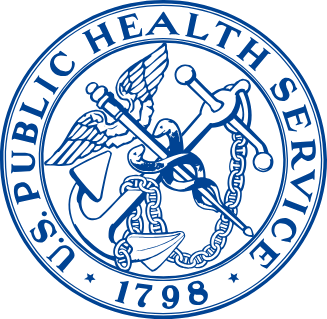 U.S. PUBLIC HEALTH SERVICE
1798